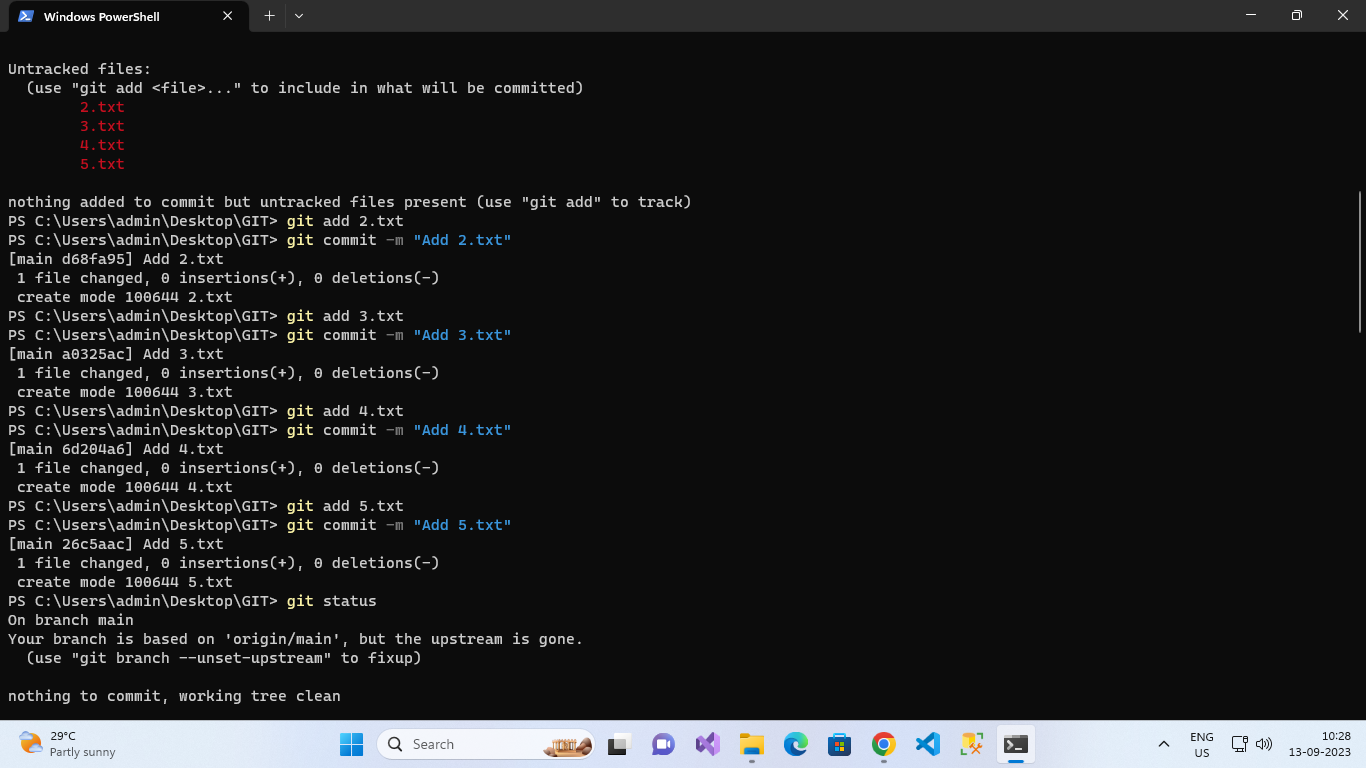 Windows PowerShell
Untracked files:
  (use "git add <file>..." to include in what will be committed)
        2.txt
        3.txt
        4.txt
        5.txt
nothing added to commit but untracked files present (use "git add" to track)
PS C:\Users\admin\Desktop\GIT> git add 2.txt
PS C:\Users\admin\Desktop\GIT> git commit -m "Add 2.txt"
[main d68fa95] Add 2.txt
 1 file changed, 0 insertions(+), 0 deletions(-)
 create mode 100644 2.txt
PS C:\Users\admin\Desktop\GIT> git add 3.txt
PS C:\Users\admin\Desktop\GIT> git commit -m "Add 3.txt"
[main a0325ac] Add 3.txt
 1 file changed, 0 insertions(+), 0 deletions(-)
 create mode 100644 3.txt
PS C:\Users\admin\Desktop\GIT> git add 4.txt
PS C:\Users\admin\Desktop\GIT> git commit -m "Add 4.txt"
[main 6d204a6] Add 4.txt
 1 file changed, 0 insertions(+), 0 deletions(-)
 create mode 100644 4.txt
PS C:\Users\admin\Desktop\GIT> git add 5.txt
PS C:\Users\admin\Desktop\GIT> git commit -m "Add 5.txt"
[main 26c5aac] Add 5.txt
 1 file changed, 0 insertions(+), 0 deletions(-)
 create mode 100644 5.txt
PS C:\Users\admin\Desktop\GIT> git status
On branch main
Your branch is based on 'origin/main', but the upstream is gone.
  (use "git branch --unset-upstream" to fixup)
nothing to commit, working tree clean
29°C
Partly sunny
Search
ENG
US
10:28
13-09-2023